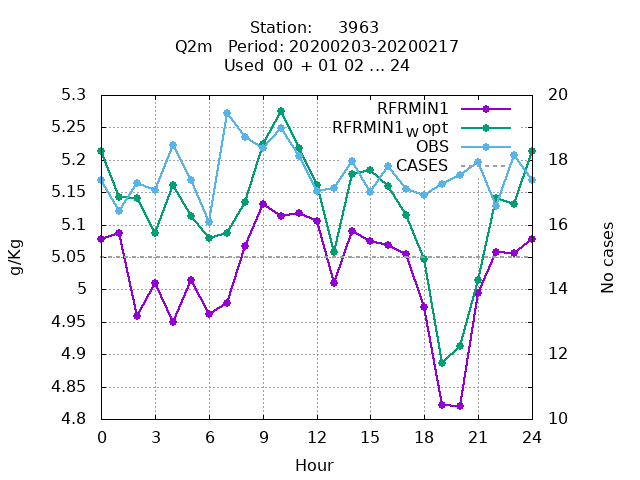 Station: 3963
Q2m Period: 20200203-20200217
Used 00 + 01 02 ... 24
5.3
5.25
5.2
5.15
5.1
5.05
5
4.95
4.9
4.85
4.8
g/Kg
RFRMIN1
RFRMIN1w opt
OBS
CASES
20
18
16
14
12
10
No cases
0 3 6 9 12 15 18 21 24
Hour